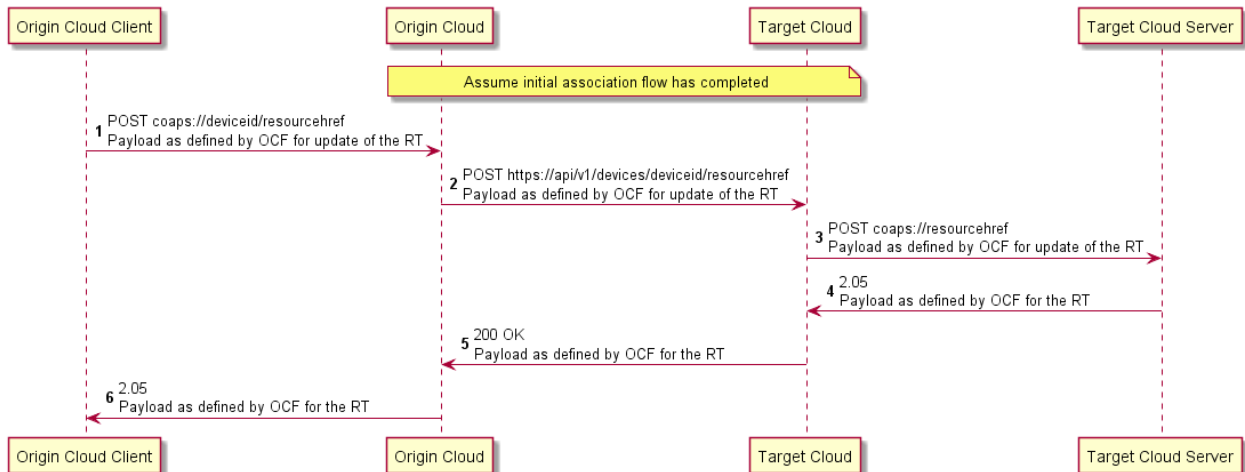 Origin Cloud Client
Origin Cloud
Target Cloud
Target Cloud Server
Assume initial association flow has completed
1 POST coaps://deviceid/resourcehref
Payload as defined by OCF for update of the RT
2 POST https://api/v1/devices/deviceid/resourcehref
Payload as defined by OCF for update of the RT
3 POST coaps://resourcehref
Payload as defined by OCF for update of the RT
4 2.05
Payload as defined by OCF for the RT
5 200 OK
Payload as defined by OCF for the RT
6 2.05
Payload as defined by OCF for the RT
Origin Cloud Client
Origin Cloud
Target Cloud
Target Cloud Server